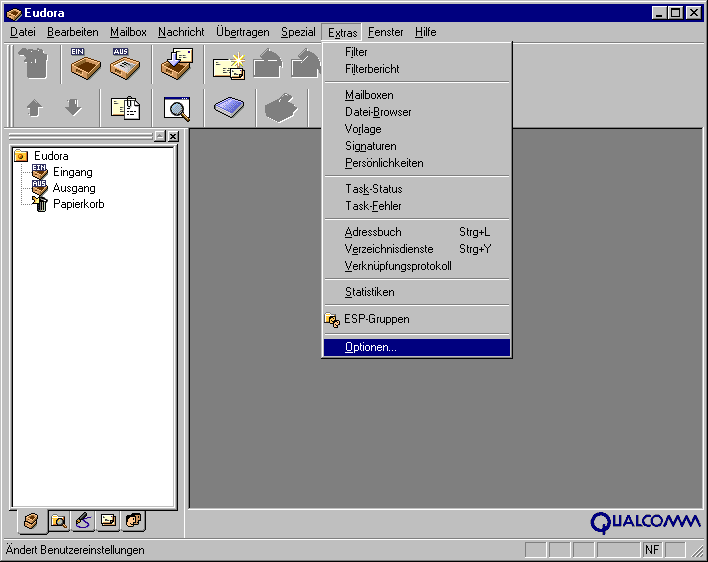 Eudora
Datei Bearbeiten Mailbox Nachricht Übertragen Spezial Extras Fenster Hilfe
EIN AUS
Filter
Filterbericht
Mailboxen
Datei-Browser
Vorlage
Signaturen
Persönlichkeiten
Task-Status
Task-Fehler
Adressbuch Strg+L
Verzeichnisdienste Strg+Y
Verknüpfungsprotokoll
Statistiken
ESP-Gruppen
Optionen...
Eudora
EIN Eingang
AUS Ausgang
Papierkorb
QUALCOMM
Ändert Benutzereinstellungen NF